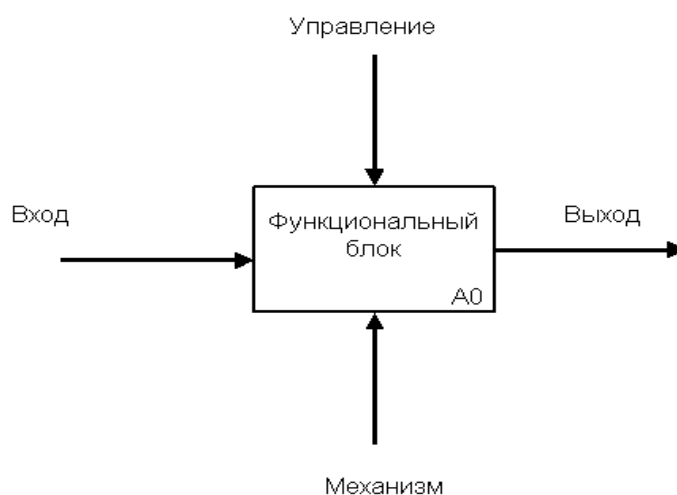 Управление
Вход
Функциональный
блок
Выход
A0
Механизм